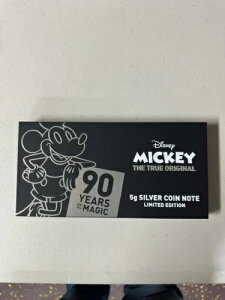 Disney
MICKEY
THE TRUE ORIGINAL
90
YEARS
OF
MAGIC
5g SILVER COIN NOTE
LIMITED EDITION